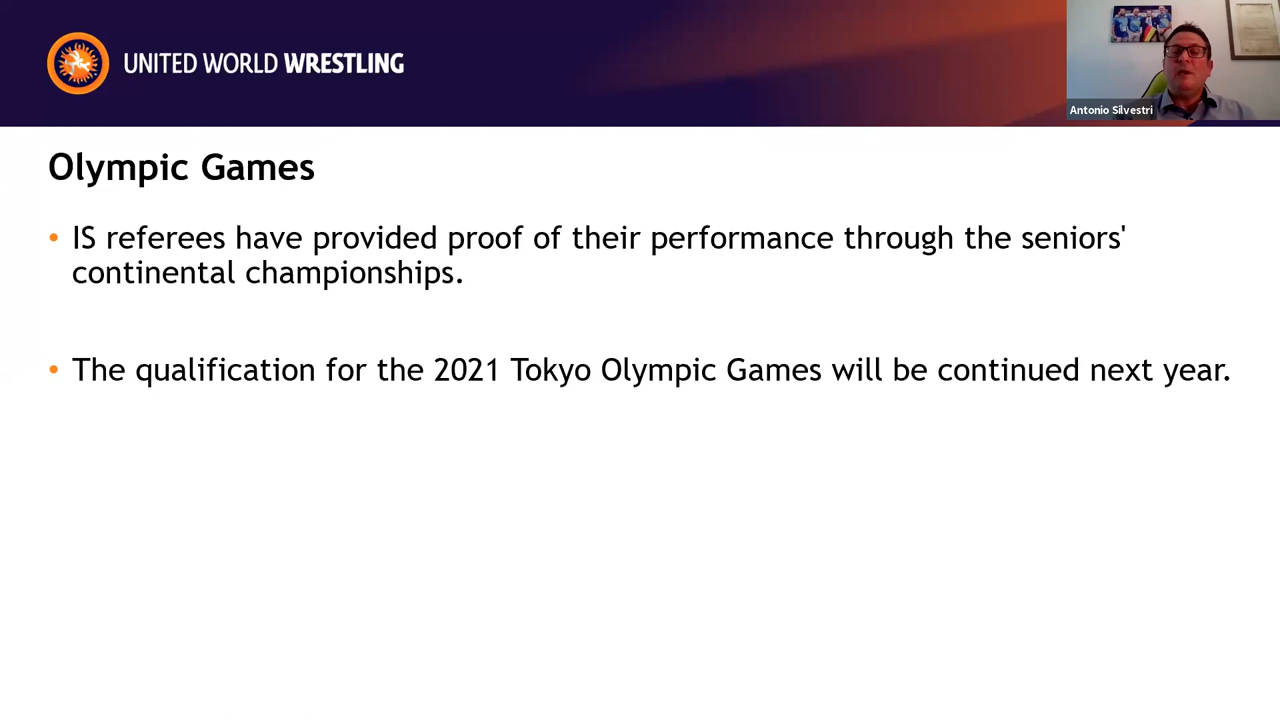 UNITED WORLD WRESTLING
Antonio Silvestri
Olympic Games
• IS referees have provided proof of their performance through the seniors'
continental championships.
• The qualification for the 2021 Tokyo Olympic Games will be continued next year.